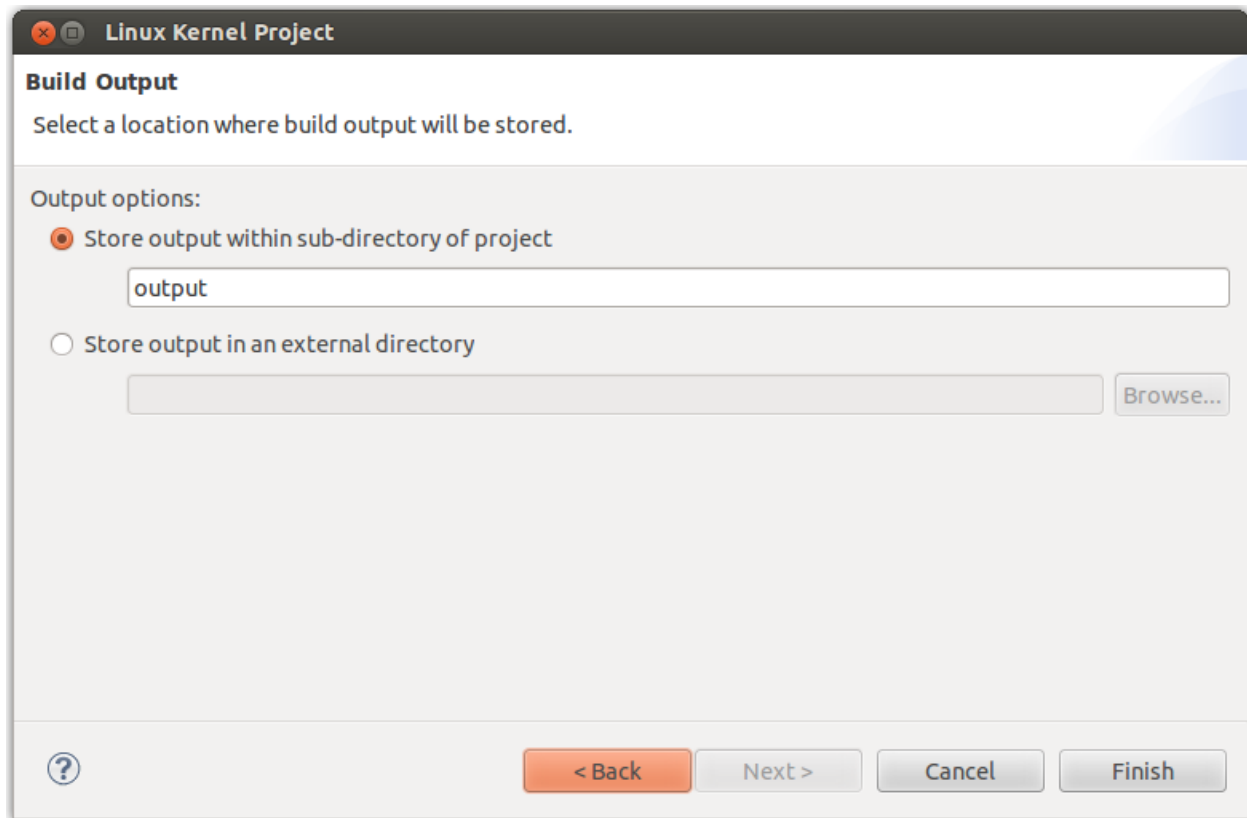 Linux Kernel Project
Build Output
Select a location where build output will be stored.
Output options:
Store output within sub-directory of project
output
Store output in an external directory
Browse...
?
< Back
Next >
Cancel
Finish